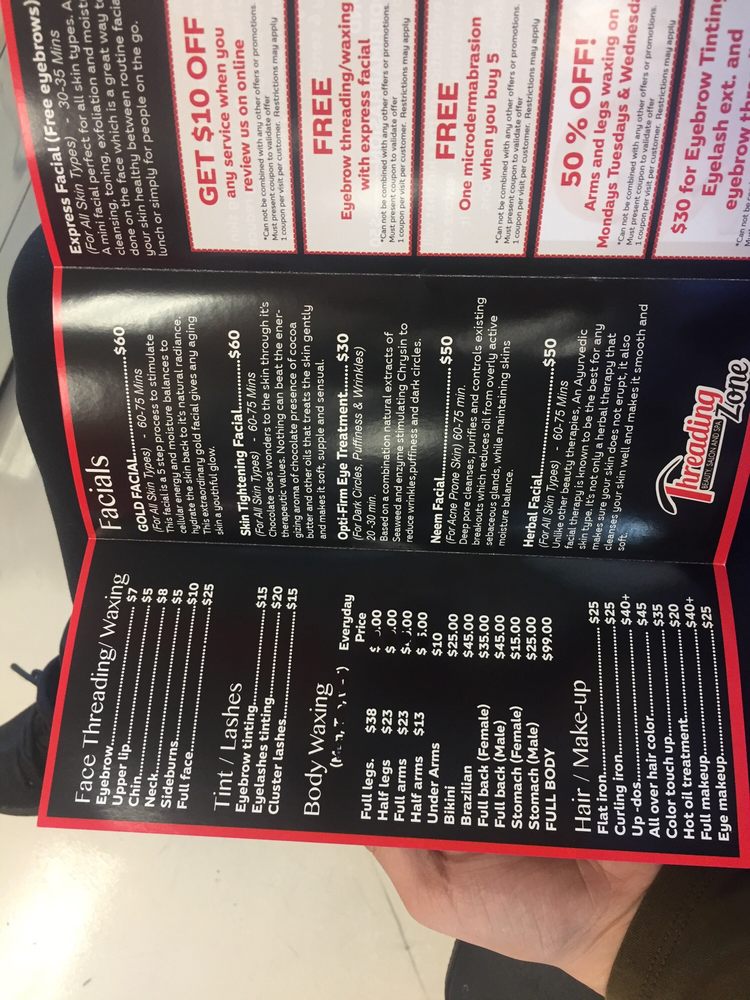 Face Threading/Waxing
Eyebrow.....................$7
Upper lip.....................$5
Chin.....................$8
Neck.....................$5
Sideburns.....................$10
Full face.....................$25
Tint / Lashes
Eyebrow tinting.....................$15
Eyelashes tinting.....................$20
Cluster lashes.....................$15
Body Waxing
Everyday
Price
Full legs. $38
Half legs $23
Full arms $23
Half arms $13
Under Arms $10
Bikini $25.00
Brazilian $45.00
Full back (Female) $35.00
Full back (Male) $45.00
Stomach (Female) $15.00
Stomach (Male) $25.00
FULL BODY $99.00
Hair / Make-up
Flat iron.....................$25
Curling iron.....................$25
Up-dos.....................$40+
All over hair color.....................$45
Color touch up.....................$35
Hot oil treatment.....................$20
Full makeup.....................$40+
Eye makeup.....................$25
Facials
GOLD FACIAL.....................$60
(For All Skin Types) - 60-75 Mins
This facial is a 5 step process to stimulate
cellular energy and moisture balances to
hydrate the skin back to it's natural radiance.
This extraordinary gold facial gives any aging
skin a youthful glow.
Skin Tightening Facial.....................$60
(For All Skin Types) - 60-75 Mins
Chocolate does wonders to the skin through it's
therapeutic values. Nothing can beat the ener-
gizing aroma of chocolate presence of cocoa
butter and other oils that treats the skin gently
and makes it soft, supple and sensual.
Opti-Firm Eye Treatment.......$30
(For Dark Circles, Puffiness & Wrinkles)
20-30 min.
Based on a combination natural extracts of
Seaweed and enzyme stimulating Chrysin to
reduce wrinkles,puffiness and dark circles.
Neem Facial.....................$50
(For Acne Prone Skin) 60-75 min.
Deep pore cleanses, purifies and controls existing
breakouts which reduces oil from overly active
sebaceous glands, while maintaining skins
moisture balance.
Herbal Facial.....................$50
(For All Skin Types) - 60-75 Mins
Unlike other beauty therapies, An Ayurvedic
facial therapy is known to be the best for any
skin type. It's not only a herbal therapy that
makes sure your skin does not erupt, it also
cleanses your skin well and makes it smooth and
soft.
Threading
Zone
BEAUTY SALON AND SPA
Express Facial (Free eyebrows)
(For All Skin Types) - 30-35 Mins
A mini facial perfect for all skin types. A
cleansing, toning, exfoliation and moist
done on the face which is a great way t
your skin healthy between routine facia
lunch or simply for people on the go.
GET $10 OFF
any service when you
review us on online
*Can not be combined with any other offers or promotions.
Must present coupon to validate offer
1 coupon per visit per customer. Restrictions may apply
FREE
Eyebrow threading/waxing
with express facial
*Can not be combined with any other offers or promotions.
Must present coupon to validate offer
1 coupon per visit per customer. Restrictions may apply
FREE
One microdermabrasion
when you buy 5
*Can not be combined with any other offers or promotions.
Must present coupon to validate offer
1 coupon per visit per customer. Restrictions may apply
50 % OFF!
Arms and legs waxing on
Mondays Tuesdays & Wednesda
*Can not be combined with any other offers or promotions.
Must present coupon to validate offer
1 coupon per visit per customer. Restrictions may apply
$30 for Eyebrow Tinting
Eyelash ext. and